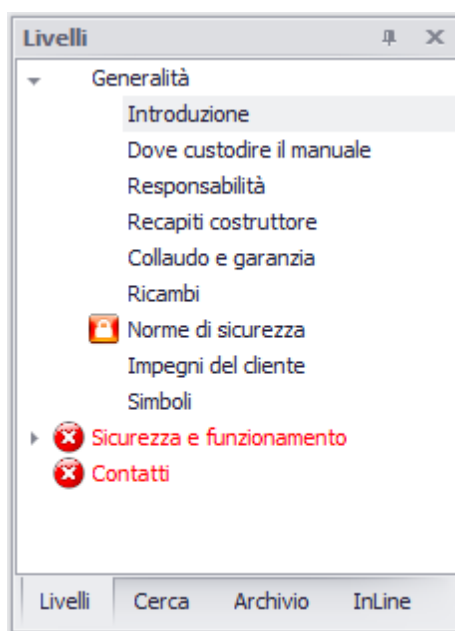 Livelli
Generalità
Introduzione
Dove custodire il manuale
Responsabilità
Recapiti costruttore
Collaudo e garanzia
Ricambi
Norme di sicurezza
Impegni del cliente
Simboli
Sicurezza e funzionamento
Contatti
Livelli Cerca Archivio InLine